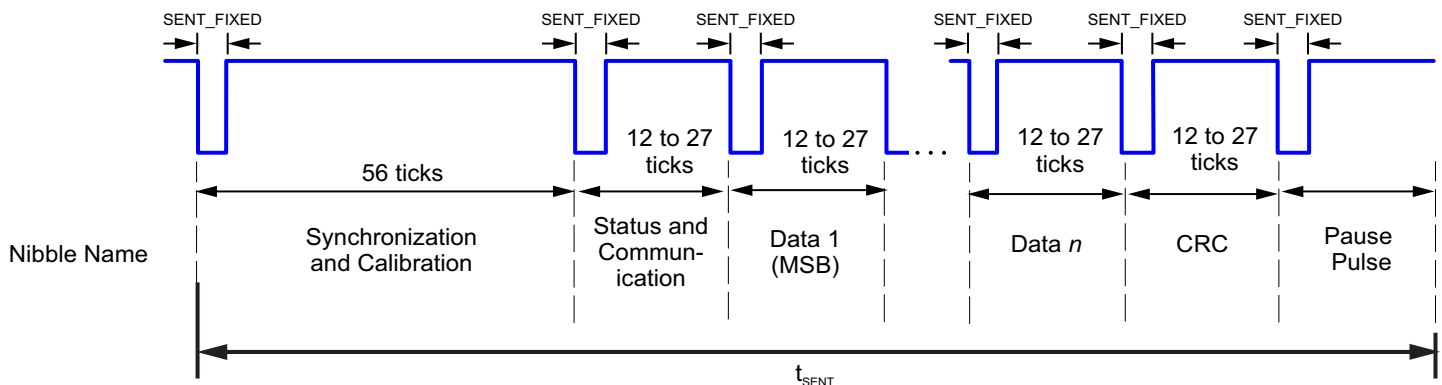 SENT_FIXED SENT_FIXED SENT_FIXED SENT_FIXED SENT_FIXED SENT_FIXED
56 ticks
12 to 27
ticks
12 to 27
ticks
12 to 27
ticks
12 to 27
ticks
. . .
Nibble Name
Synchronization
and Calibration
Status and
Commun-
ication
Data 1
(MSB)
Data n
CRC
Pause
Pulse
tSENT